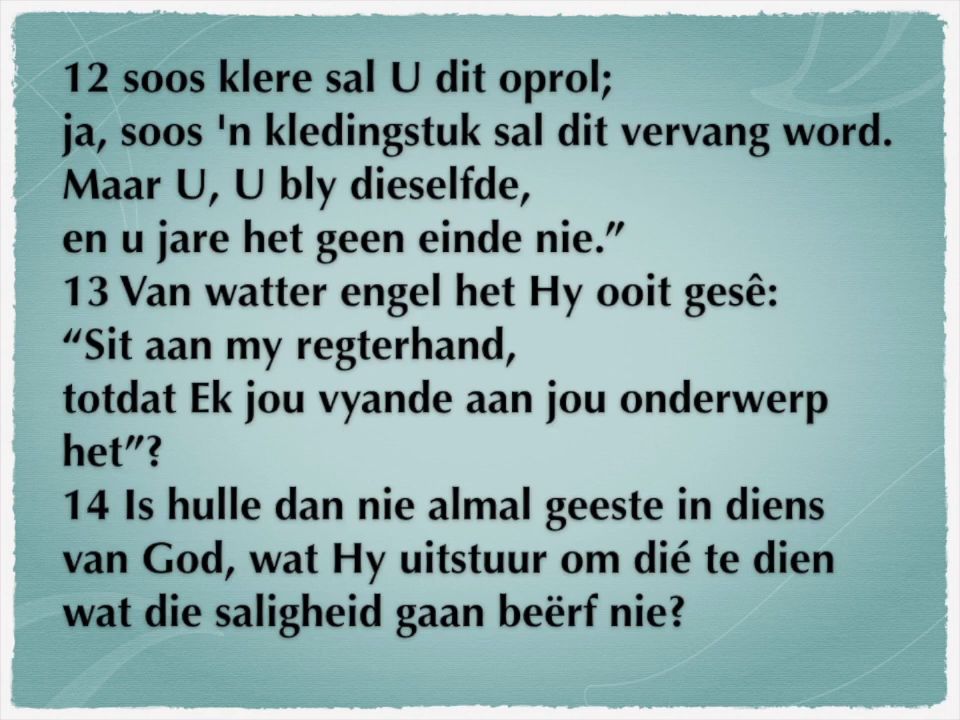 12 soos klere sal U dit oprol;
ja, soos 'n kledingstuk sal dit vervang word.
Maar U, U bly dieselfde,
en u jare het geen einde nie.”
13 Van watter engel het Hy ooit gesê:
“Sit aan my regterhand,
totdat Ek jou vyande aan jou onderwerp
het”?
14 Is hulle dan nie almal geeste in diens
van God, wat Hy uitstuur om dié te dien
wat die saligheid gaan beërf nie?